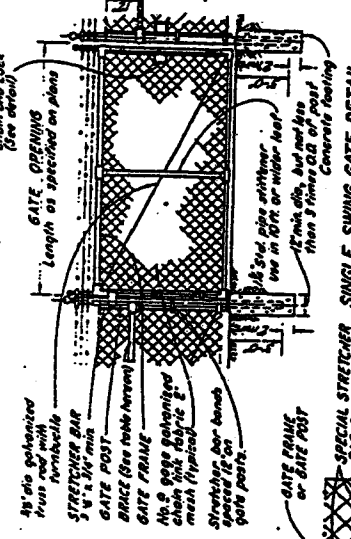 (See detail)
GATE OPENING
Length as specified on plans
3/8" dia galvanized
truss rod with
turnbuckle
STRETCHER BAR
3/4" x 1/4" min
GATE POST
BRACE (See table hereon)
GATE FRAME
No. 9 gage galvanized
chain link fabric 2"
mesh (typical)
Stretcher bar bands
spaced 12" on
gate posts.
Std. pipe stiffener
use in 10 ft. or wider leaf
12" min. dia, but not less
than 3 times O.D. of post
Concrete footing
GATE FRAME
or GATE POST
SPECIAL STRETCHER
SINGLE SWING GATE DETAIL